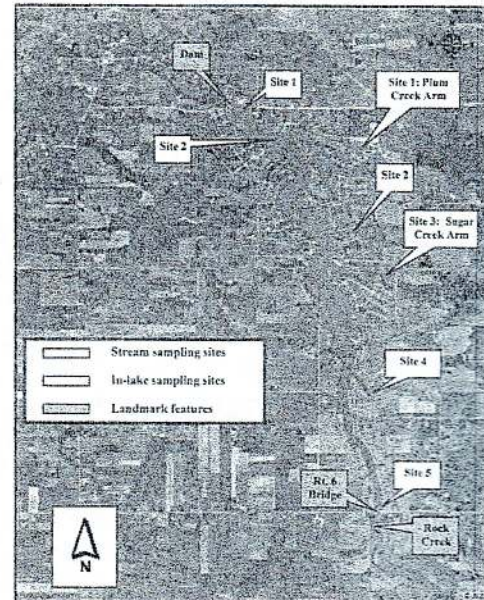 Dam
Site 1
Site 1: Plum
Creek Arm
Site 2
Site 2
Site 3: Sugar
Creek Arm
Stream sampling sites
In-lake sampling sites
Landmark features
Site 4
Site 5
Rt. 6
Bridge
Rock
Creek
N